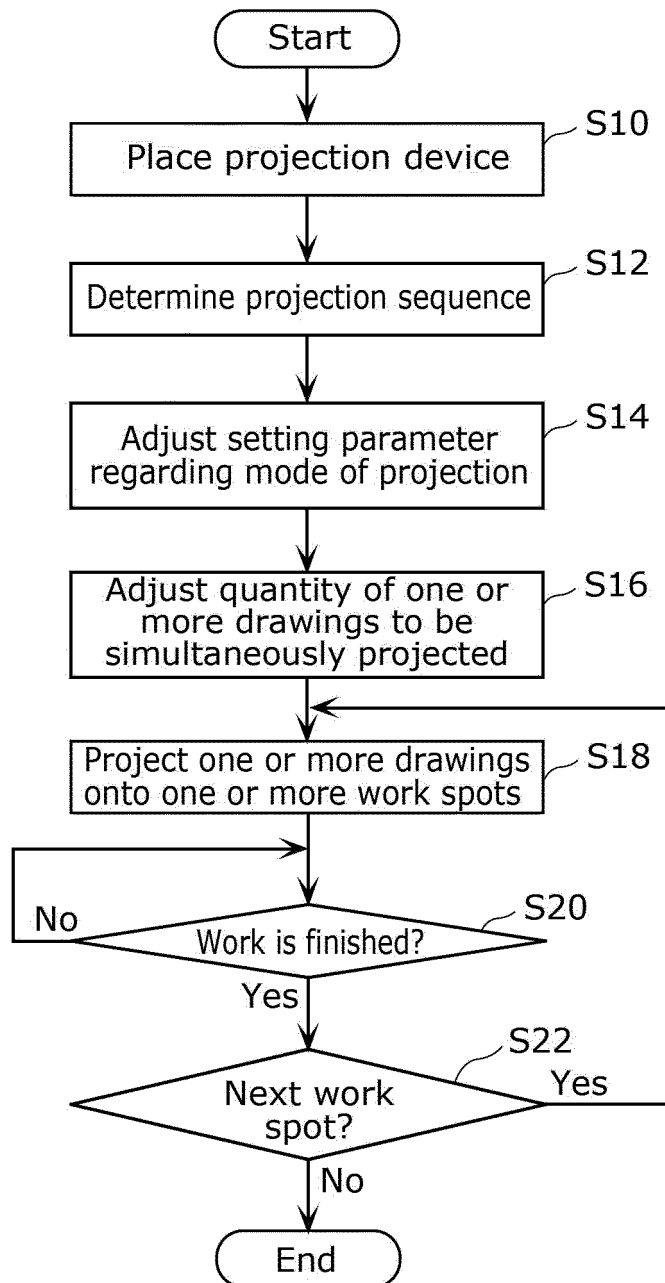 Start
S10
Place projection device
S12
Determine projection sequence
S14
Adjust setting parameter
regarding mode of projection
S16
Adjust quantity of one or
more drawings to be
simultaneously projected
S18
Project one or more drawings
onto one or more work spots
S20
No
Work is finished?
Yes
S22
Next work
spot?
Yes
No
End